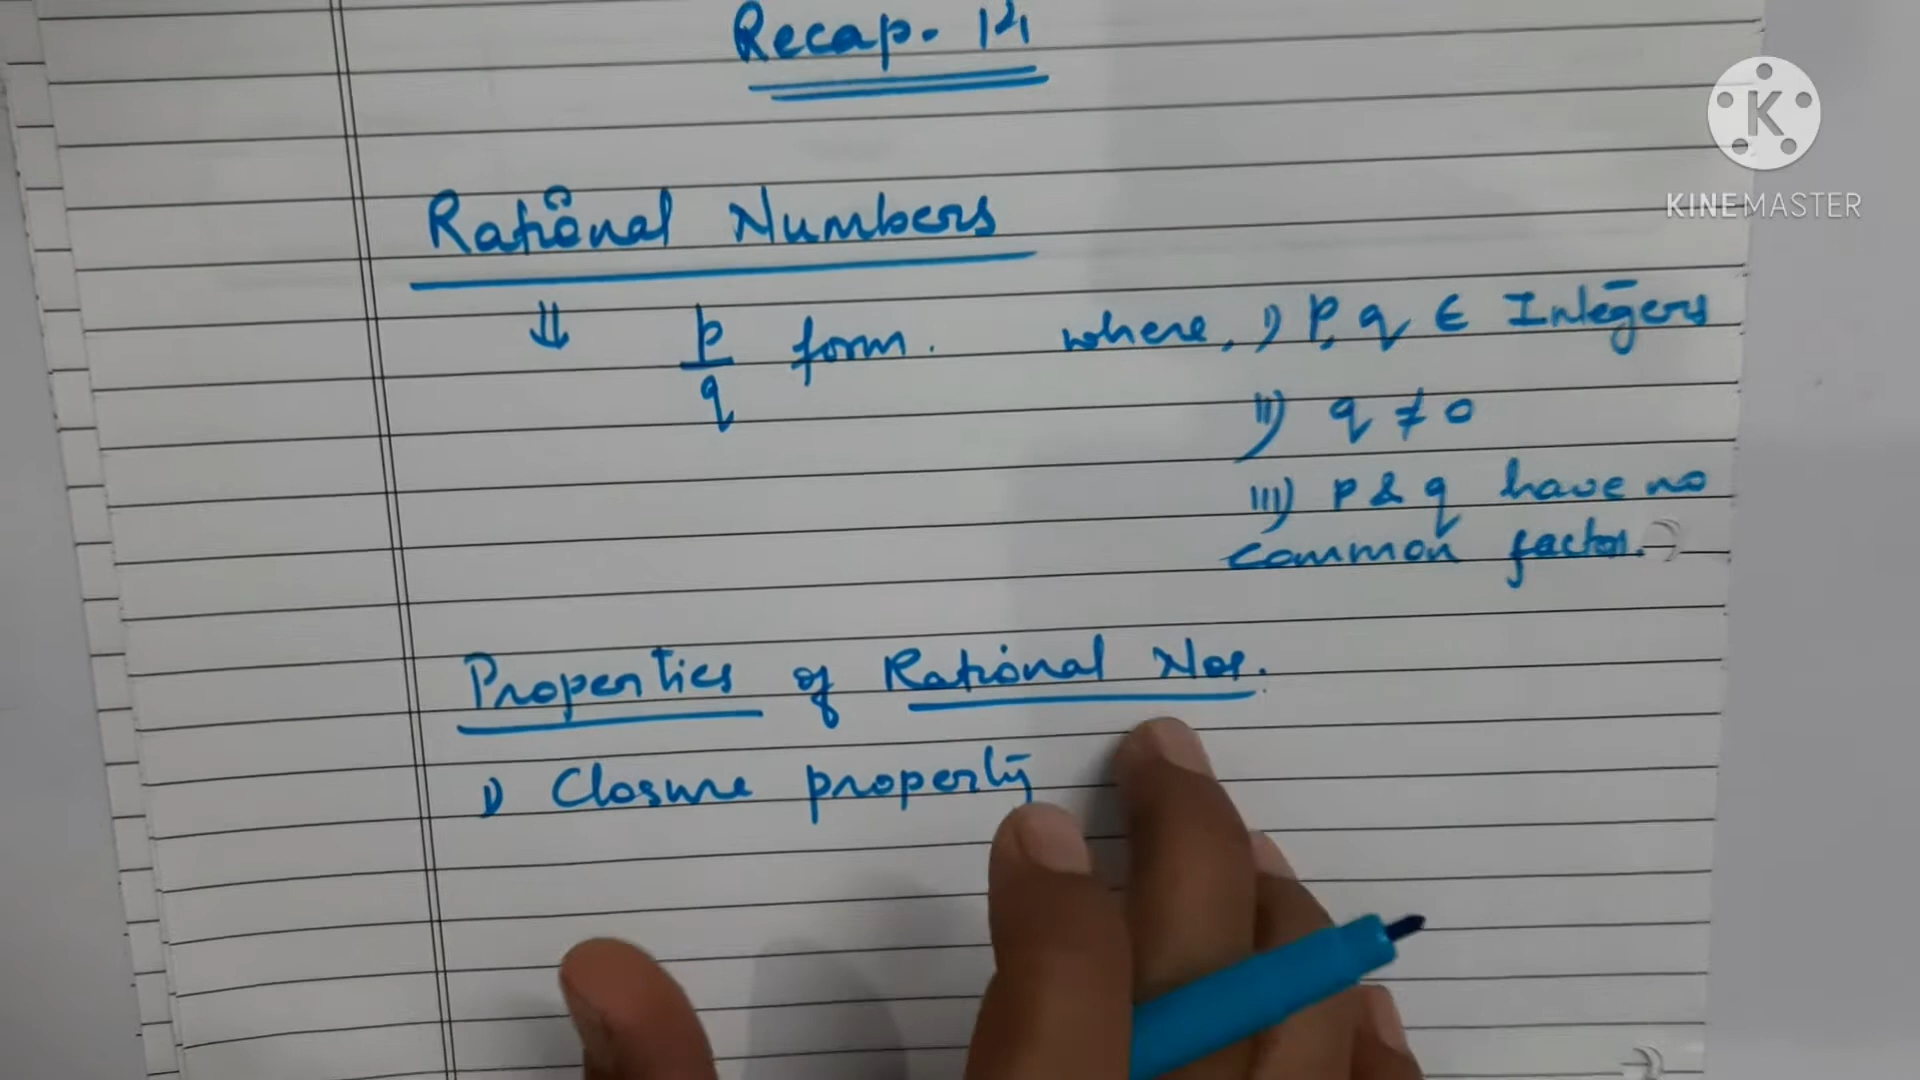 Recap. 14
Rational Numbers
⇓ p/q form. where, i) p, q ∈ Integers
ii) q ≠ 0
iii) p & q have no
common factor.
Properties of Rational Nos.
1) Closure property
K
KINEMASTER